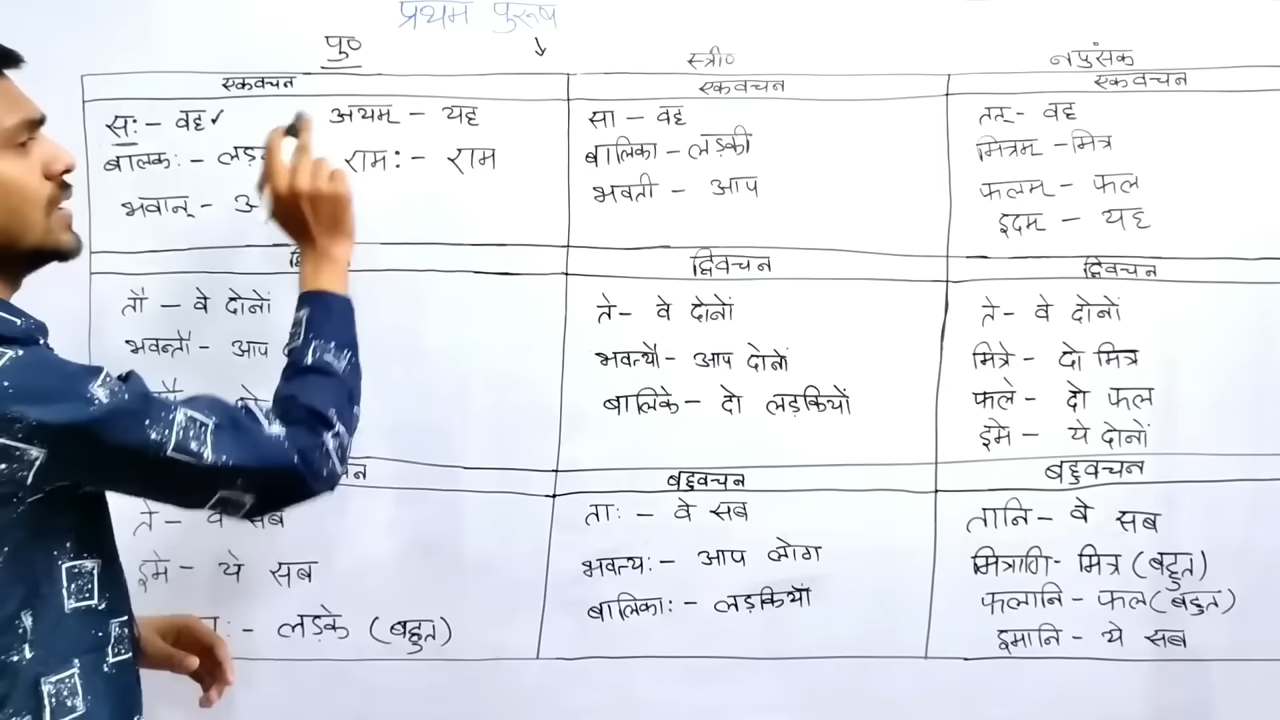 प्रथम पुरूष
पु०
स्त्री०
नपुंसक
एकवचन
एकवचन
एकवचन
सः - वह ✓
अयम् - यह
बालकः -
रामः - राम
भवान् -
सा - वह
बालिका - लड़की
भवती - आप
तत् - वह
मित्रम् - मित्र
फलम् - फल
इदम् - यह
द्विवचन
द्विवचन
तौ - वे दोनों
भवन्तौ - आप
ते - वे दोनों
भवत्यौ - आप दोनों
बालिके - दो लड़कियों
ते - वे दोनों
मित्रे - दो मित्र
फले - दो फल
इमे - ये दोनों
बहुवचन
बहुवचन
ते - वे सब
इमे - ये सब
- लड़के (बहुत)
ताः - वे सब
भवत्यः - आप लोग
बालिकाः - लड़कियाँ
तानि - वे सब
मित्राणि - मित्र (बहुत)
फलानि - फल (बहुत)
इमानि - ये सब